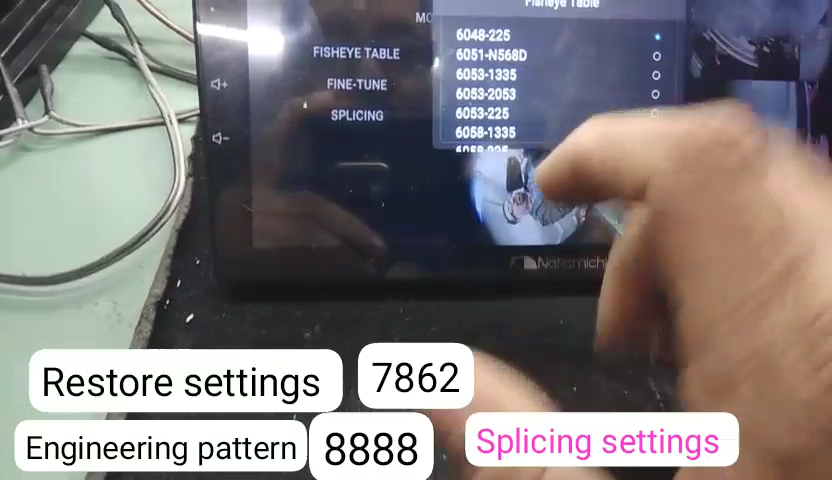 Fisheye Table
6048-225
FISHEYE TABLE
6051-N568D
6053-1335
FINE-TUNE
6053-2053
SPLICING
6053-225
6058-1335
Nakamichi
Restore settings
7862
Engineering pattern
8888
Splicing settings